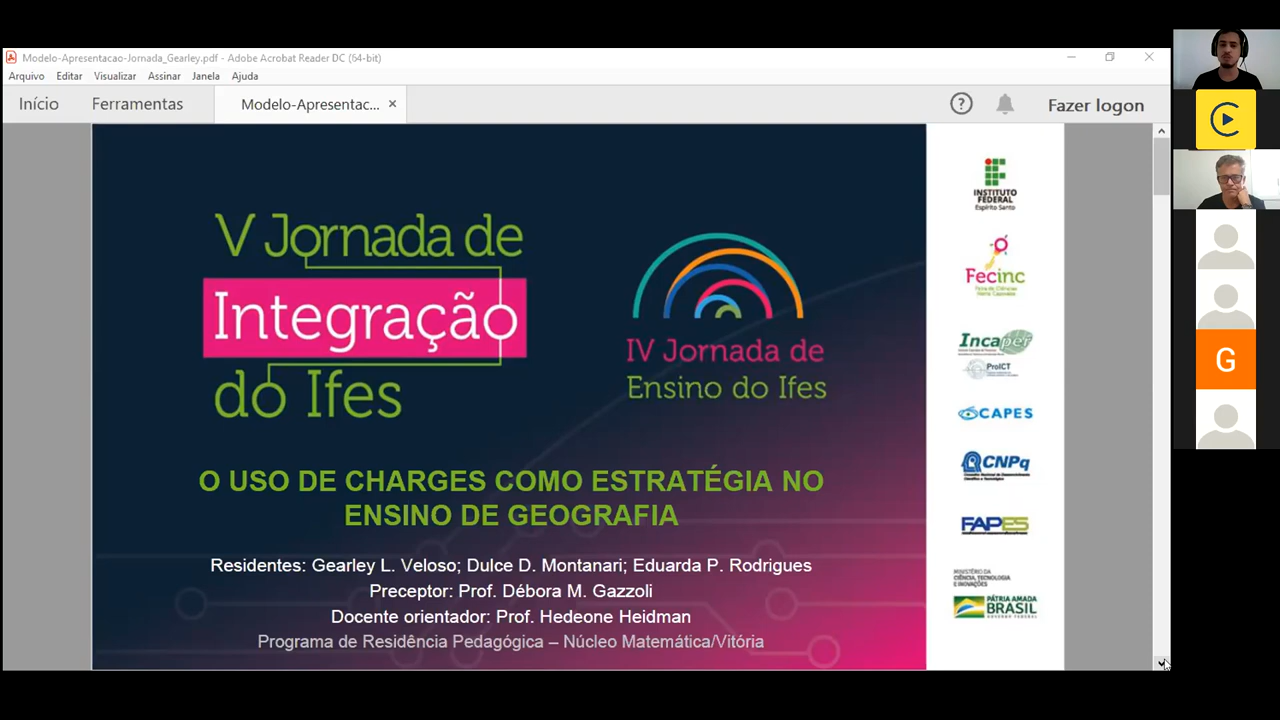 Modelo-Apresentacao-Jornada_Gearley.pdf - Adobe Acrobat Reader DC (64-bit)
Arquivo Editar Visualizar Assinar Janela Ajuda
Início Ferramentas Modelo-Apresentac... × Fazer logon
V Jornada de
Integração
do Ifes
IV Jornada de
Ensino do Ifes
O USO DE CHARGES COMO ESTRATÉGIA NO
ENSINO DE GEOGRAFIA
Residentes: Gearley L. Veloso; Dulce D. Montanari; Eduarda P. Rodrigues
Preceptor: Prof. Débora M. Gazzoli
Docente orientador: Prof. Hedeone Heidman
Programa de Residência Pedagógica – Núcleo Matemática/Vitória
INSTITUTO
FEDERAL
Espírito Santo
Fecinc
Incaper
ProICT
CAPES
CNPq
FAPES
MINISTÉRIO DA
CIÊNCIA, TECNOLOGIA
E INOVAÇÕES
PÁTRIA AMADA
BRASIL
GOVERNO FEDERAL
G